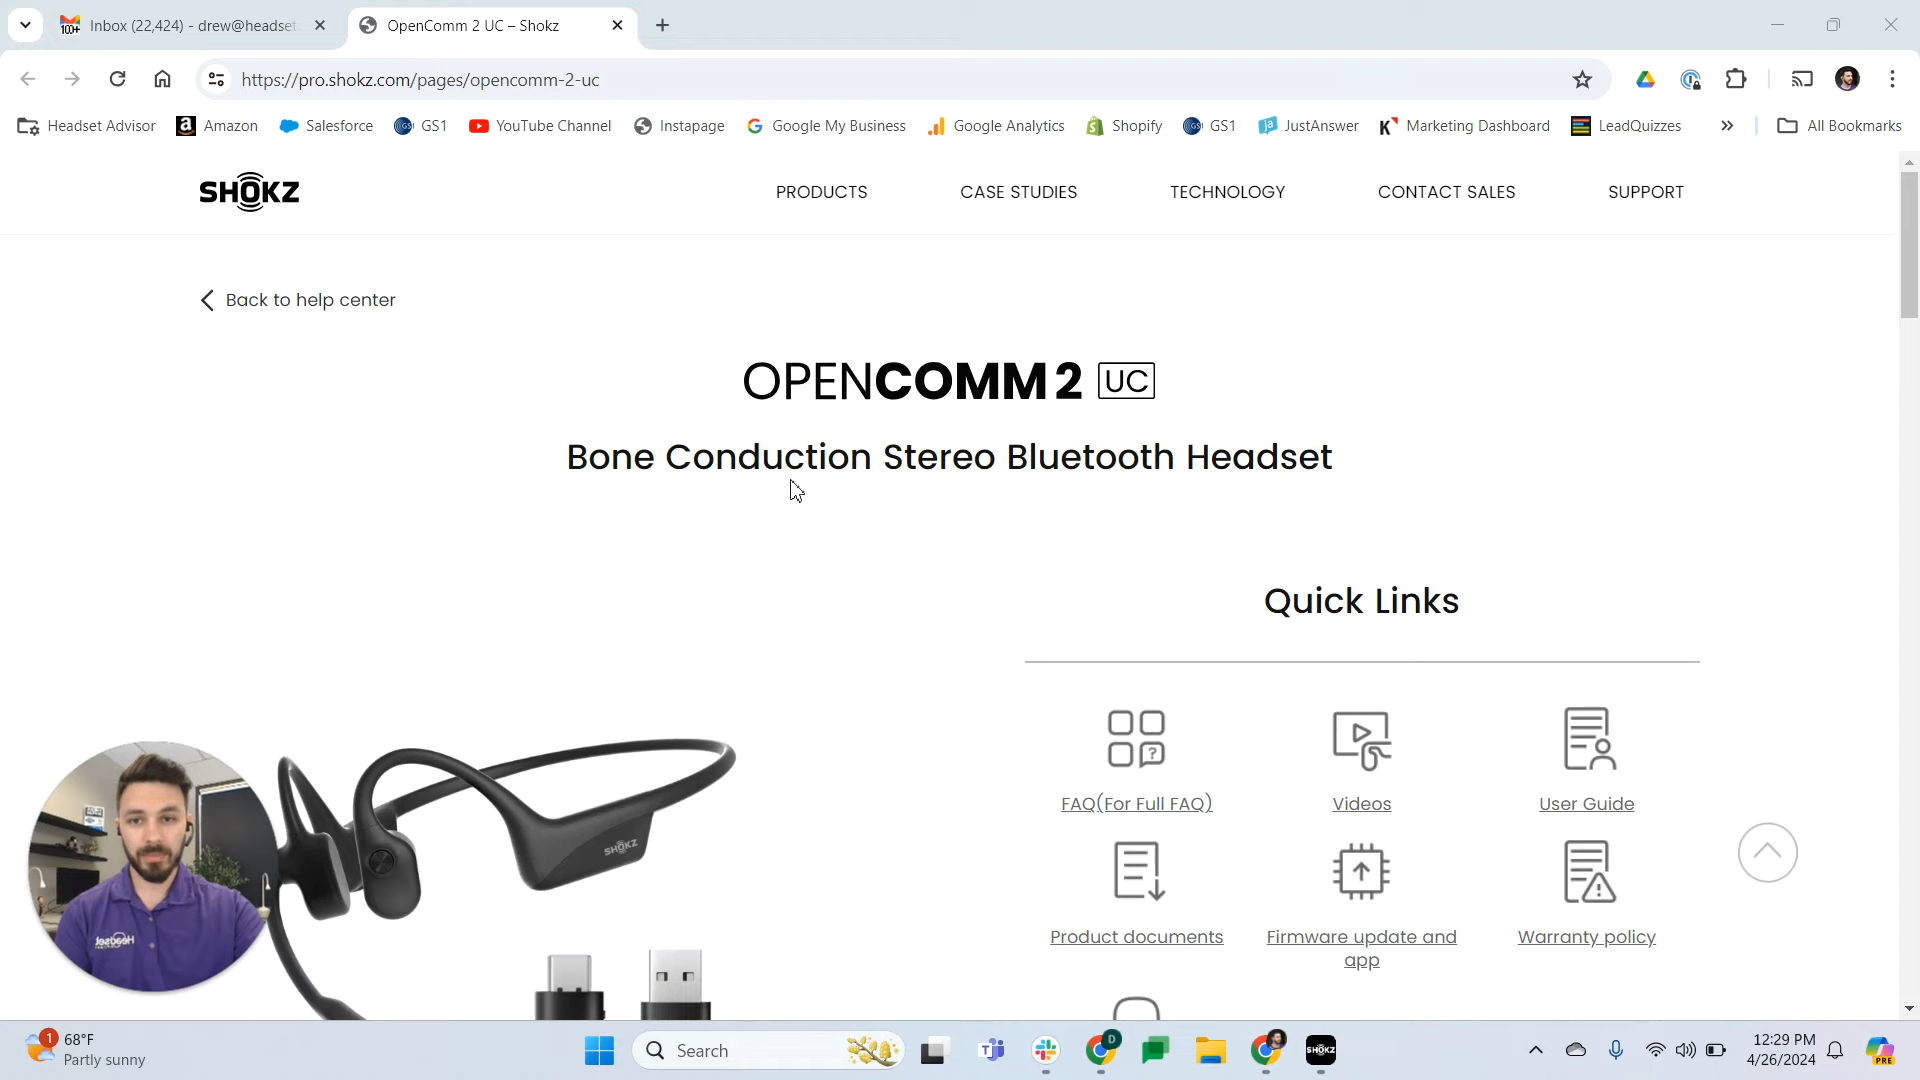 Inbox (22,424) - drew@headset
OpenComm 2 UC – Shokz
https://pro.shokz.com/pages/opencomm-2-uc
Headset Advisor
Amazon
Salesforce
GS1
YouTube Channel
Instapage
Google My Business
Google Analytics
Shopify
GS1
JustAnswer
Marketing Dashboard
LeadQuizzes
All Bookmarks
SHOKZ
PRODUCTS
CASE STUDIES
TECHNOLOGY
CONTACT SALES
SUPPORT
Back to help center
OPENCOMM2 UC
Bone Conduction Stereo Bluetooth Headset
Quick Links
FAQ(For Full FAQ)
Videos
User Guide
SHOKZ
Product documents
Firmware update and
app
Warranty policy
1
68°F
Partly sunny
Search
D
SHOKZ
12:29 PM
4/26/2024
PRE